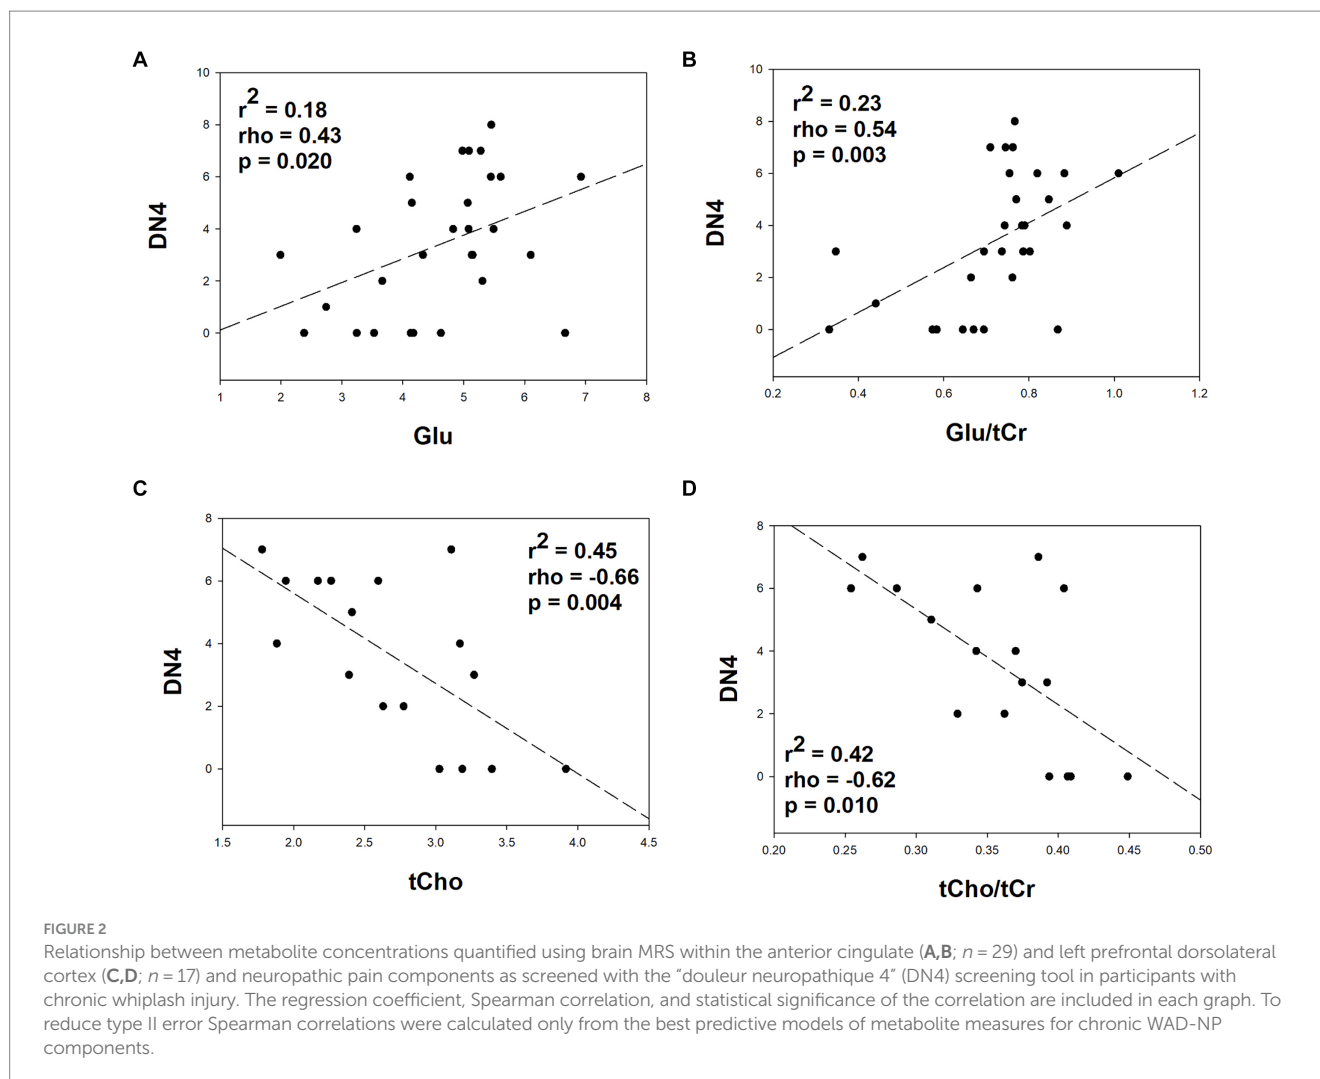 A
r2 = 0.18
rho = 0.43
p = 0.020
10
8
6
4
2
0
DN4
1 2 3 4 5 6 7 8
Glu
B
r2 = 0.23
rho = 0.54
p = 0.003
10
8
6
4
2
0
DN4
0.2 0.4 0.6 0.8 1.0 1.2
Glu/tCr
C
r2 = 0.45
rho = -0.66
p = 0.004
8
6
4
2
0
DN4
1.5 2.0 2.5 3.0 3.5 4.0 4.5
tCho
D
8
6
4
2
0
DN4
r2 = 0.42
rho = -0.62
p = 0.010
0.20 0.25 0.30 0.35 0.40 0.45 0.50
tCho/tCr
FIGURE 2
Relationship between metabolite concentrations quantified using brain MRS within the anterior cingulate (A,B; n = 29) and left prefrontal dorsolateral
cortex (C,D; n = 17) and neuropathic pain components as screened with the “douleur neuropathique 4” (DN4) screening tool in participants with
chronic whiplash injury. The regression coefficient, Spearman correlation, and statistical significance of the correlation are included in each graph. To
reduce type II error Spearman correlations were calculated only from the best predictive models of metabolite measures for chronic WAD-NP
components.